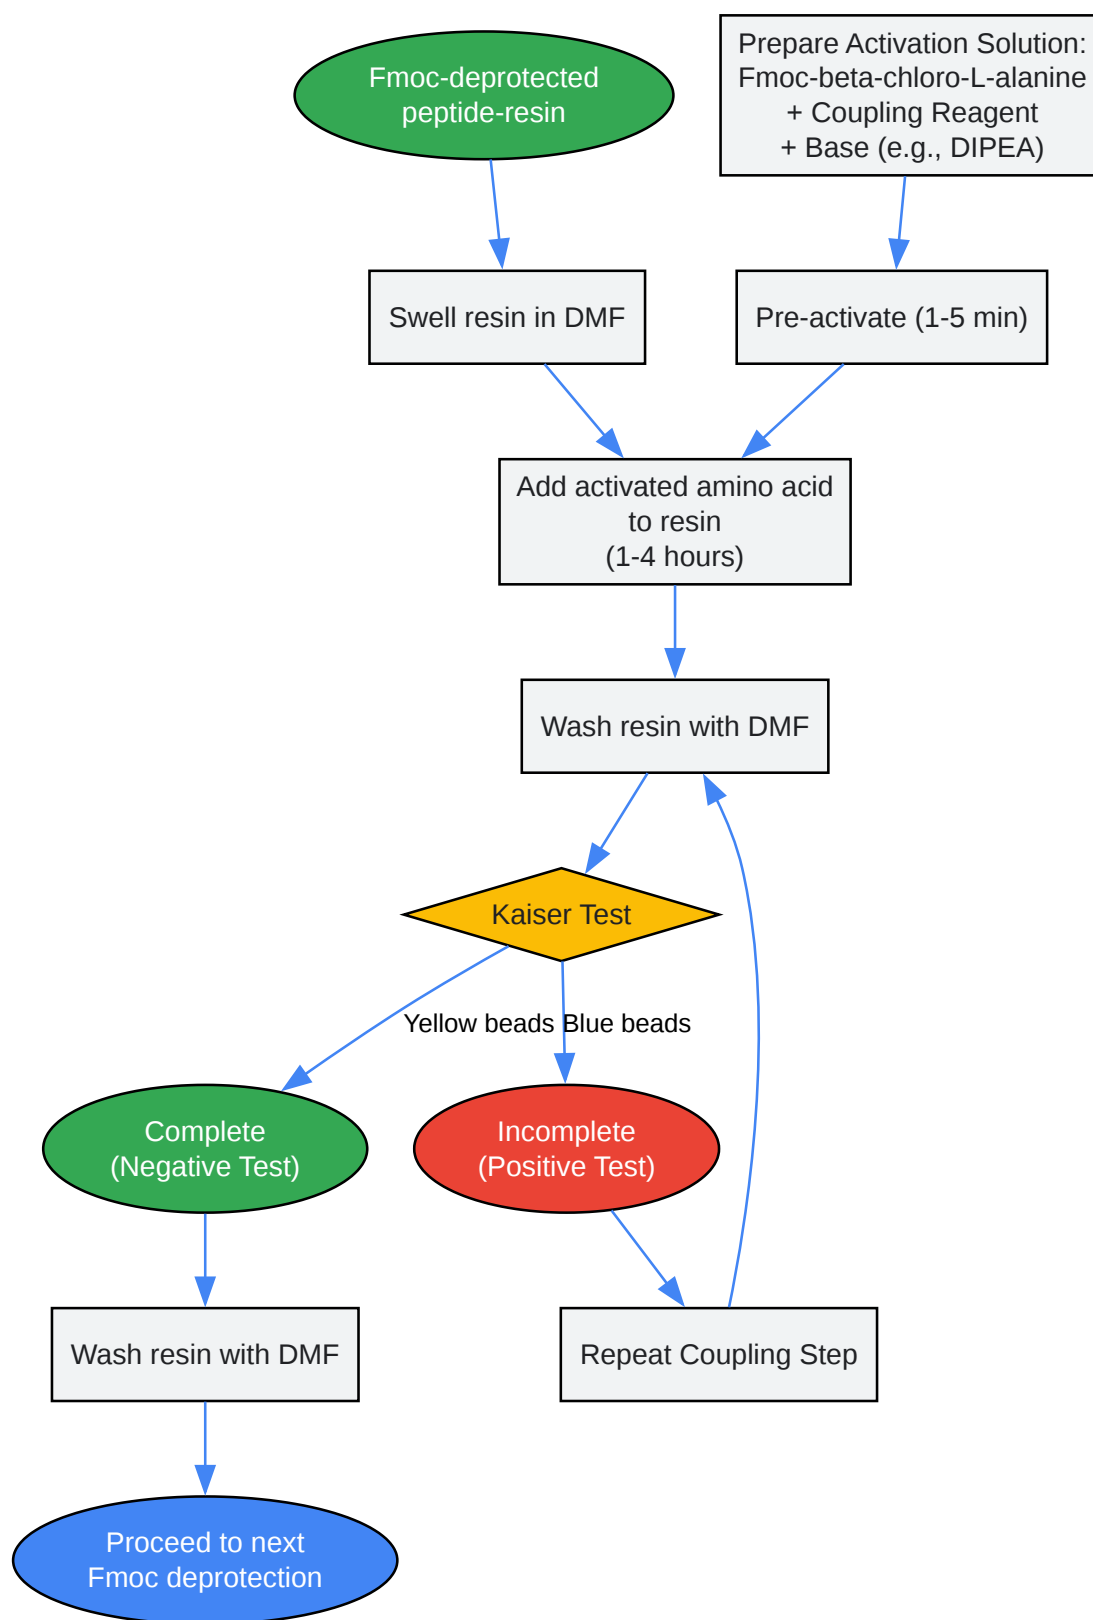 Fmoc-deprotected
peptide-resin
Prepare Activation Solution:
Fmoc-beta-chloro-L-alanine
+ Coupling Reagent
+ Base (e.g., DIPEA)
Swell resin in DMF
Pre-activate (1-5 min)
Add activated amino acid
to resin
(1-4 hours)
Wash resin with DMF
Kaiser Test
Yellow beads
Blue beads
Complete
(Negative Test)
Incomplete
(Positive Test)
Wash resin with DMF
Repeat Coupling Step
Proceed to next
Fmoc deprotection